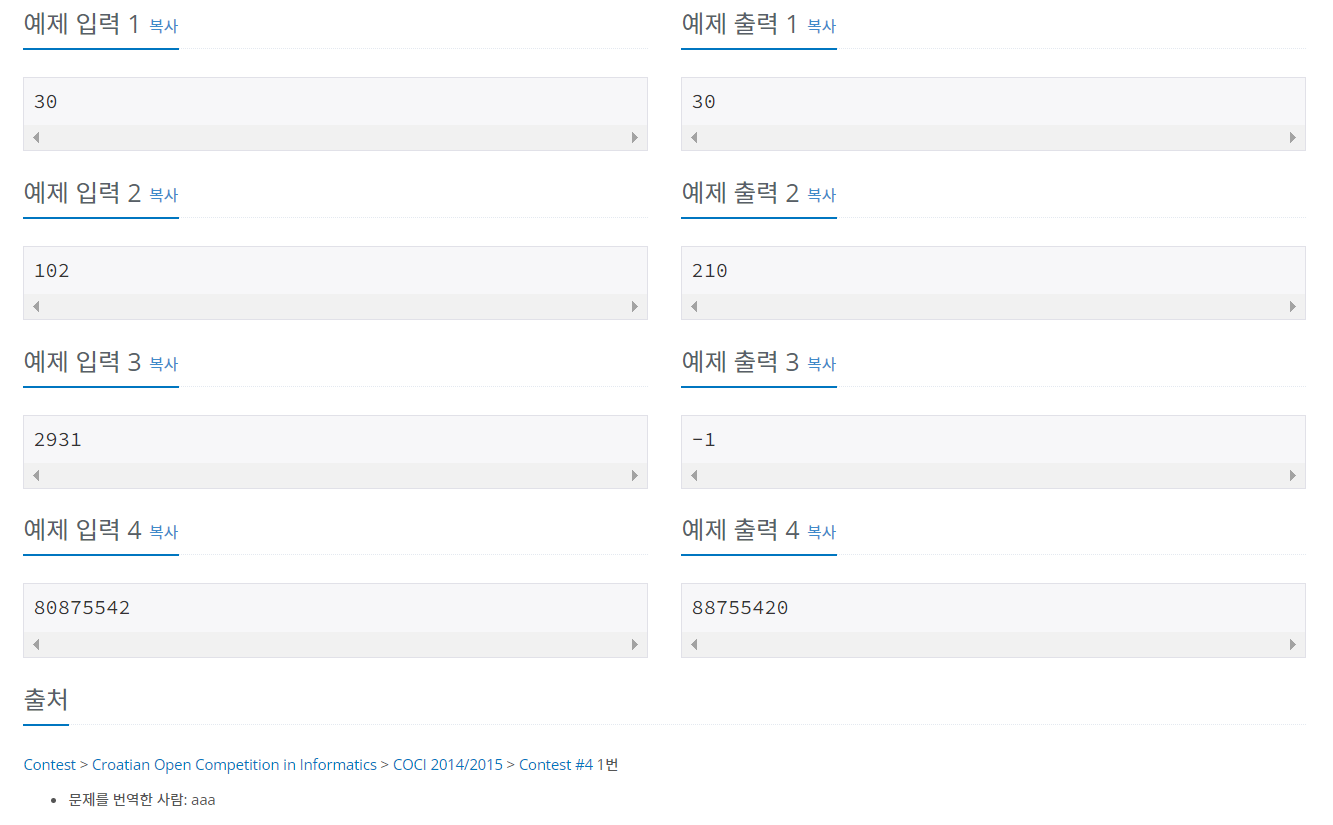 예제 입력 1 복사
예제 출력 1 복사
30
30
예제 입력 2 복사
예제 출력 2 복사
102
210
예제 입력 3 복사
예제 출력 3 복사
2931
-1
예제 입력 4 복사
예제 출력 4 복사
80875542
88755420
출처
Contest > Croatian Open Competition in Informatics > COCI 2014/2015 > Contest #4 1번
• 문제를 번역한 사람: aaa